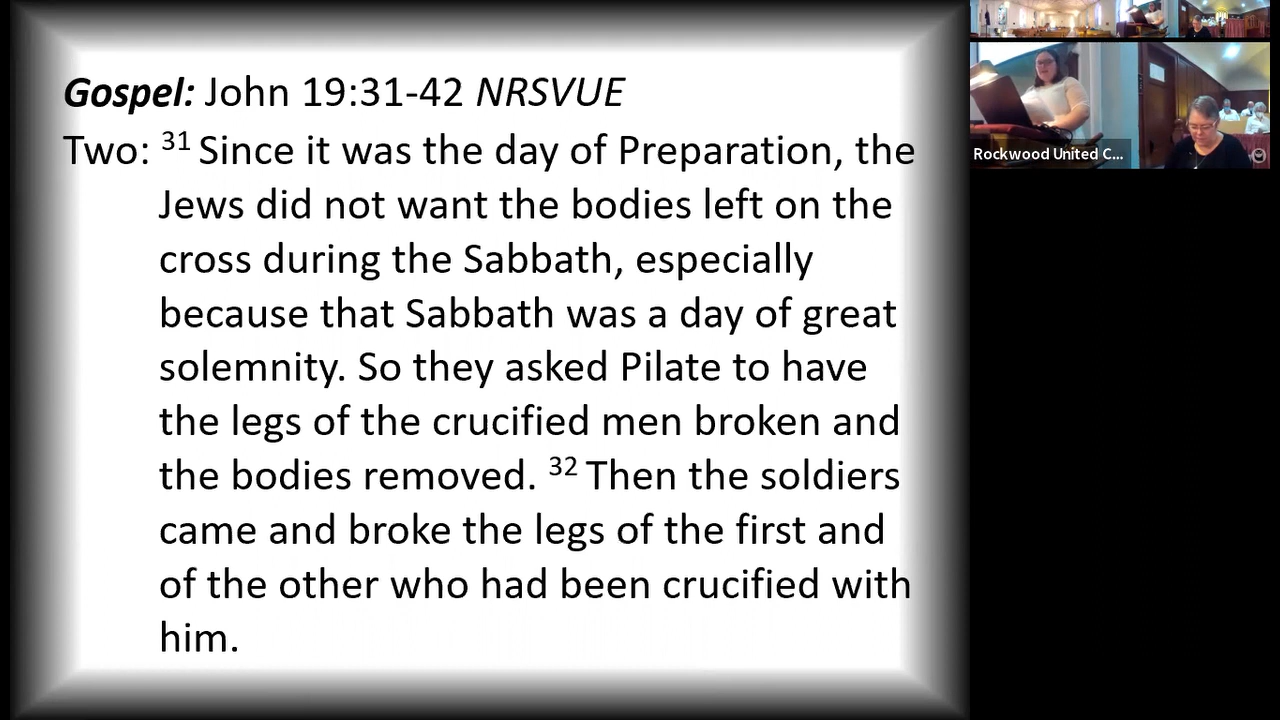 Gospel: John 19:31-42 NRSVUE
Two: 31 Since it was the day of Preparation, the
Jews did not want the bodies left on the
cross during the Sabbath, especially
because that Sabbath was a day of great
solemnity. So they asked Pilate to have
the legs of the crucified men broken and
the bodies removed. 32 Then the soldiers
came and broke the legs of the first and
of the other who had been crucified with
him.
Rockwood United C...